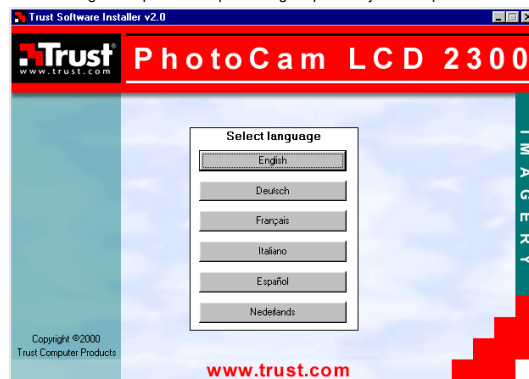 Trust Software Installer v2.0
Trust
www.trust.com
PhotoCam LCD 2300
IMAGERY
Select language
English
Deutsch
Français
Italiano
Español
Nederlands
Copyright ©2000
Trust Computer Products
www.trust.com